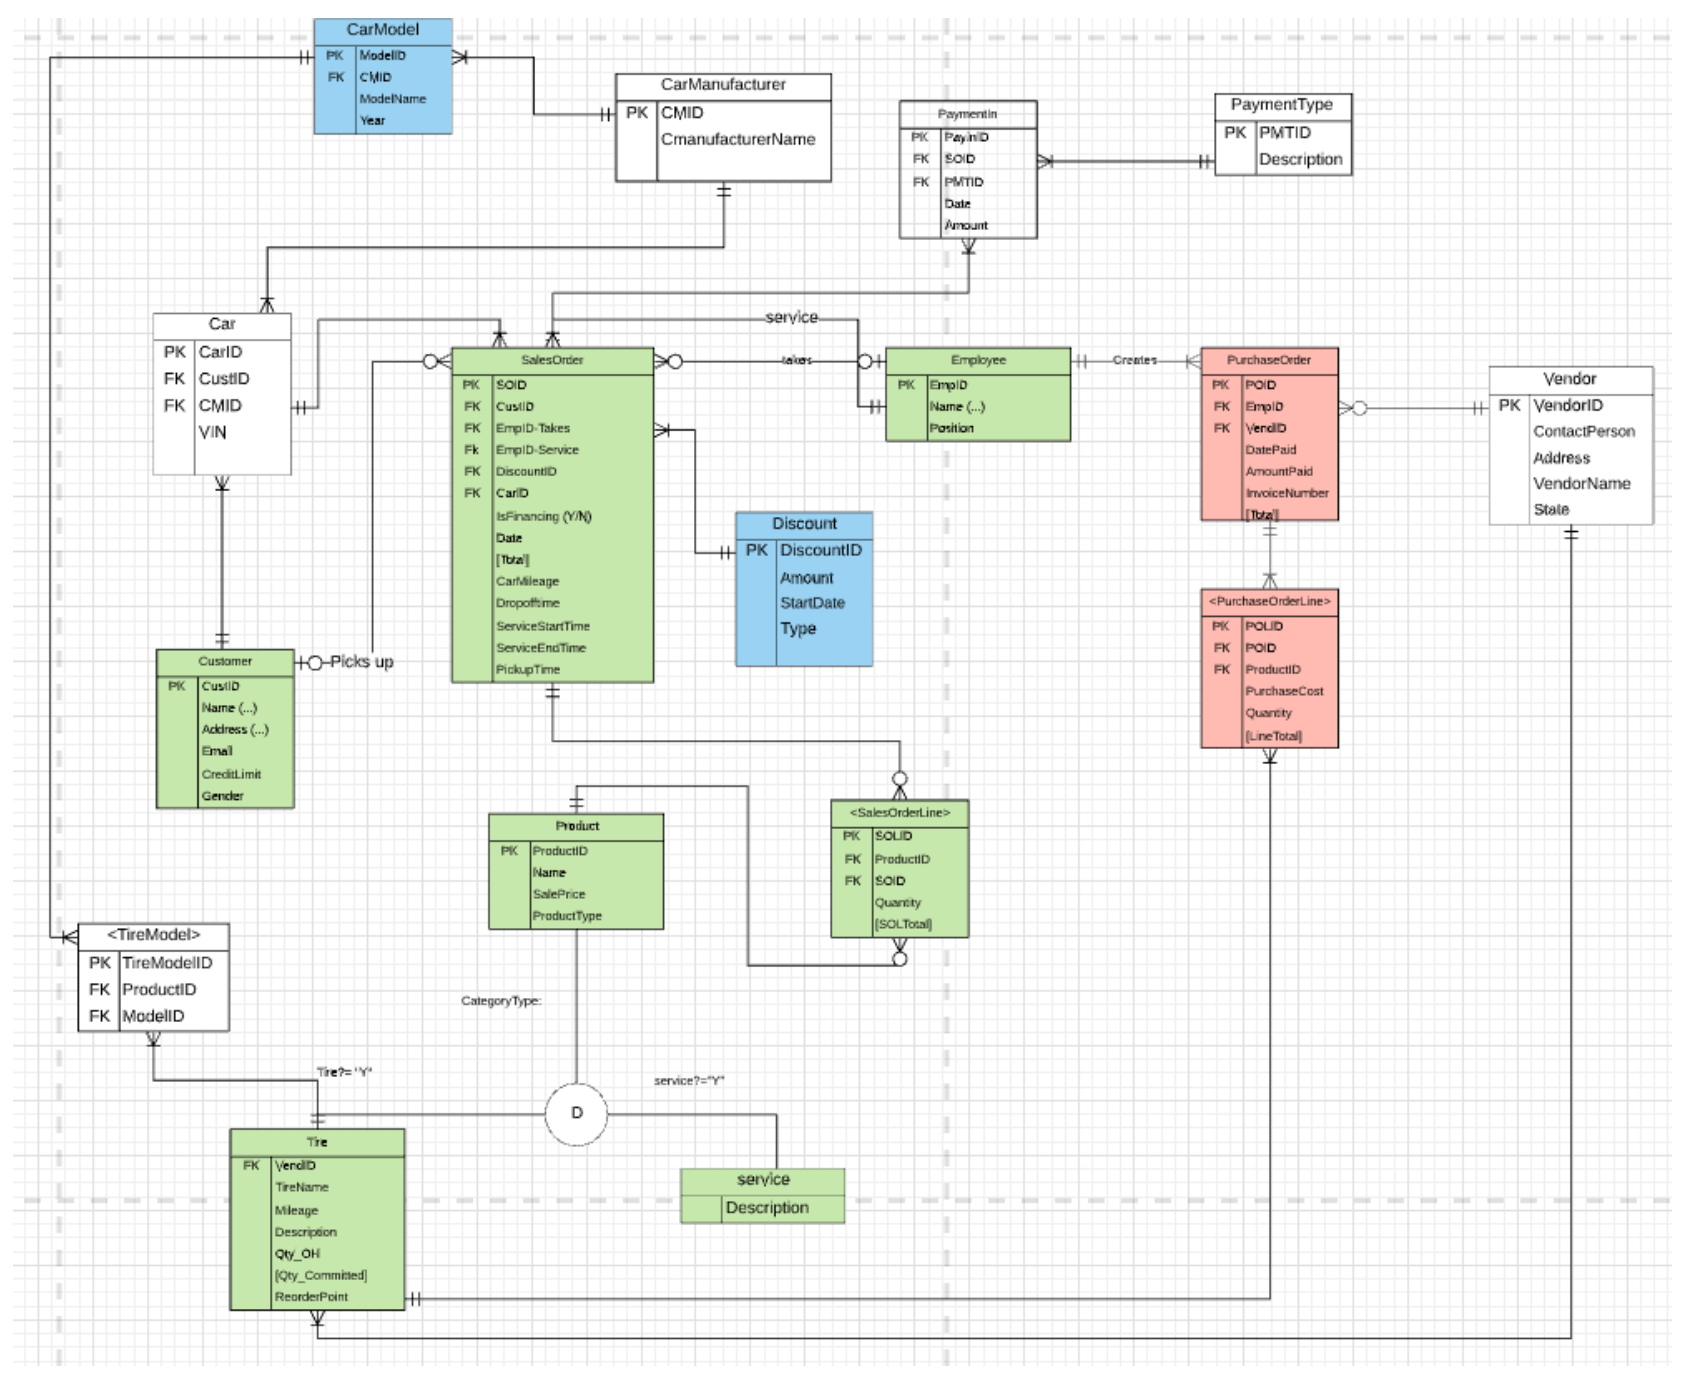 CarModel
PK ModelID
FK CMID
ModelName
Year
CarManufacturer
PK CMID
CmanufacturerName
PaymentIn
PK PayInID
FK SOID
FK PMTID
Date
Amount
PaymentType
PK PMTID
Description
Car
PK CarID
FK CustID
FK CMID
VIN
service
SalesOrder
PK SOID
FK CustID
FK EmpID-Takes
Fk EmpID-Service
FK DiscountID
FK CarID
IsFinancing (Y/N)
Date
[Total]
CarMileage
Dropofftime
ServiceStartTime
ServiceEndTime
PickupTime
takes
Employee
PK EmpID
Name (...)
Position
Creates
PurchaseOrder
PK POID
FK EmpID
FK VendID
DatePaid
AmountPaid
InvoiceNumber
[Total]
Vendor
PK VendorID
ContactPerson
Address
VendorName
State
Discount
PK DiscountID
Amount
StartDate
Type
<PurchaseOrderLine>
PK POLID
FK POID
FK ProductID
PurchaseCost
Quantity
[LineTotal]
Customer
PK CustID
Name (...)
Address (...)
Email
CreditLimit
Gender
Picks up
Product
PK ProductID
Name
SalePrice
ProductType
<SalesOrderLine>
PK SOLID
FK ProductID
FK SOID
Quantity
[SOLTotal]
<TireModel>
PK TireModelID
FK ProductID
FK ModelID
CategoryType:
Tire?= "Y"
service?="Y"
D
Tire
FK VendID
TireName
Mileage
Description
Qty_OH
[Qty_Committed]
ReorderPoint
service
Description